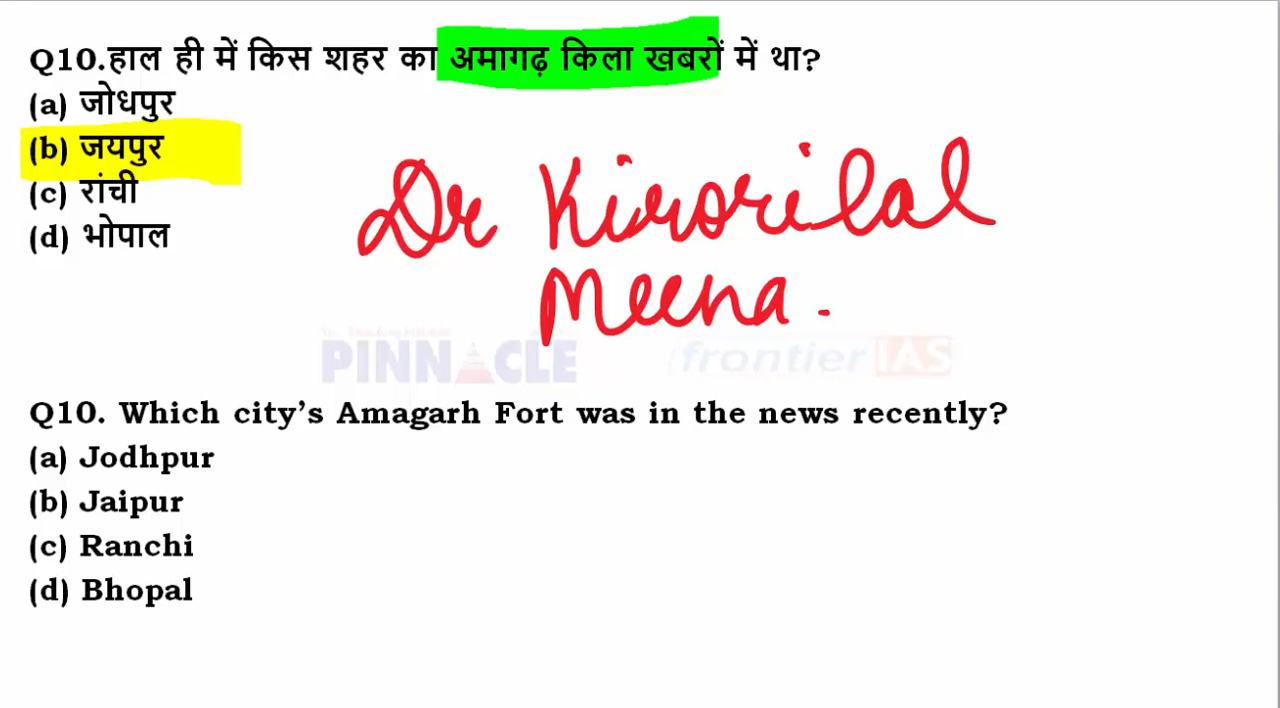 Q10.हाल ही में किस शहर का अमागढ़ किला खबरों में था?
(a) जोधपुर
(b) जयपुर
(c) रांची
(d) भोपाल
Dr Kirorilal
Meena.
PINNACLE frontier IAS
Q10. Which city’s Amagarh Fort was in the news recently?
(a) Jodhpur
(b) Jaipur
(c) Ranchi
(d) Bhopal